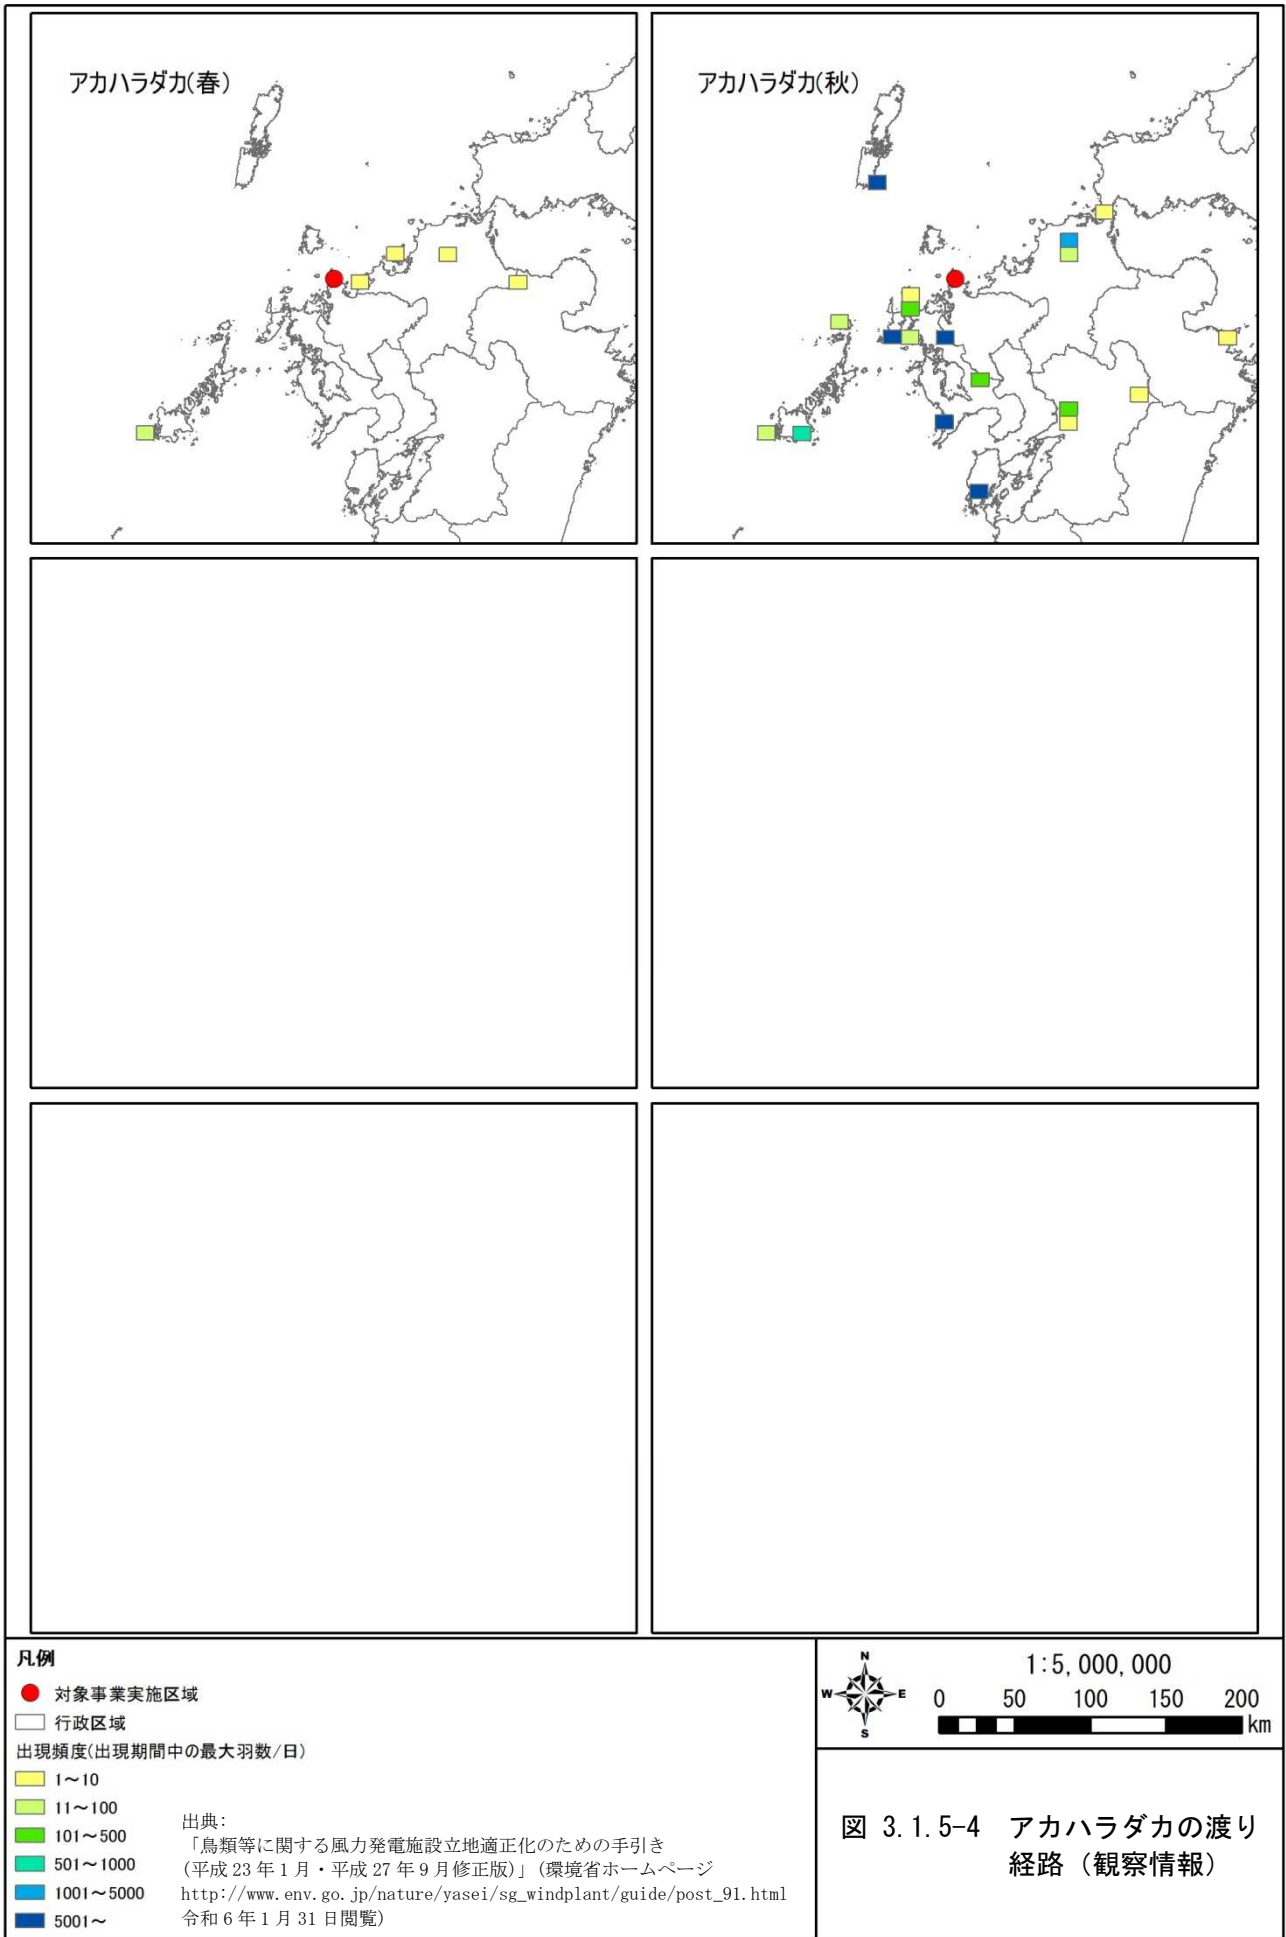 アカハラダカ(春)
アカハラダカ(秋)
凡例
対象事業実施区域
行政区域
出現頻度(出現期間中の最大羽数/日)
1～10
11～100
101～500
501～1000
1001～5000
5001～
出典:
「鳥類等に関する風力発電施設立地適正化のための手引き
(平成 23 年 1 月・平成 27 年 9 月修正版)」(環境省ホームページ
http://www.env.go.jp/nature/yasei/sg_windplant/guide/post_91.html
令和 6 年 1 月 31 日閲覧)
N
W E
S
1:5,000,000
0 50 100 150 200
km
図 3.1.5-4 アカハラダカの渡り
経路（観察情報）